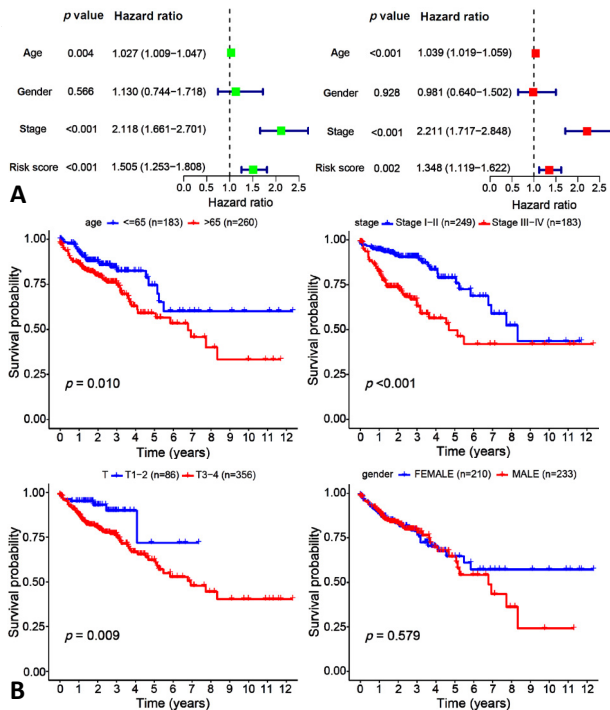 p value Hazard ratio
Age 0.004 1.027 (1.009−1.047)
Gender 0.566 1.130 (0.744−1.718)
Stage <0.001 2.118 (1.661−2.701)
Risk score <0.001 1.505 (1.253−1.808)
0.0 0.5 1.0 1.5 2.0 2.5
Hazard ratio
p value Hazard ratio
Age <0.001 1.039 (1.019−1.059)
Gender 0.928 0.981 (0.640−1.502)
Stage <0.001 2.211 (1.717−2.848)
Risk score 0.002 1.348 (1.119−1.622)
0.0 0.5 1.0 1.5 2.0 2.5
Hazard ratio
A
age <=65 (n=183) >65 (n=260)
Survival probability
1.00
0.75
0.50
0.25
0.00
p = 0.010
0 1 2 3 4 5 6 7 8 9 10 11 12
Time (years)
stage Stage I−II (n=249) Stage III−IV (n=183)
Survival probability
1.00
0.75
0.50
0.25
0.00
p <0.001
0 1 2 3 4 5 6 7 8 9 10 11 12
Time (years)
T T1−2 (n=86) T3−4 (n=356)
Survival probability
1.00
0.75
0.50
0.25
0.00
p = 0.009
0 1 2 3 4 5 6 7 8 9 10 11 12
Time (years)
gender FEMALE (n=210) MALE (n=233)
Survival probability
1.00
0.75
0.50
0.25
0.00
p = 0.579
0 1 2 3 4 5 6 7 8 9 10 11 12
Time (years)
B